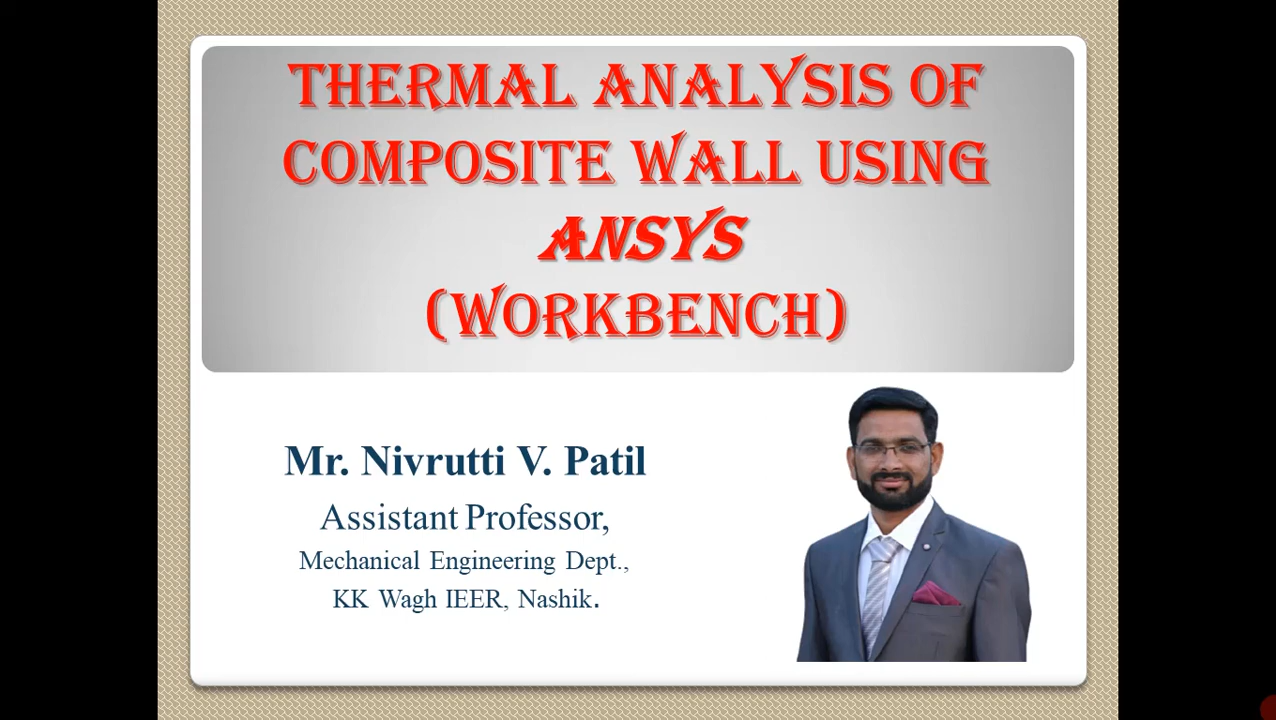 THERMAL ANALYSIS OF
COMPOSITE WALL USING
ANSYS
(WORKBENCH)
Mr. Nivrutti V. Patil
Assistant Professor,
Mechanical Engineering Dept.,
KK Wagh IEER, Nashik.